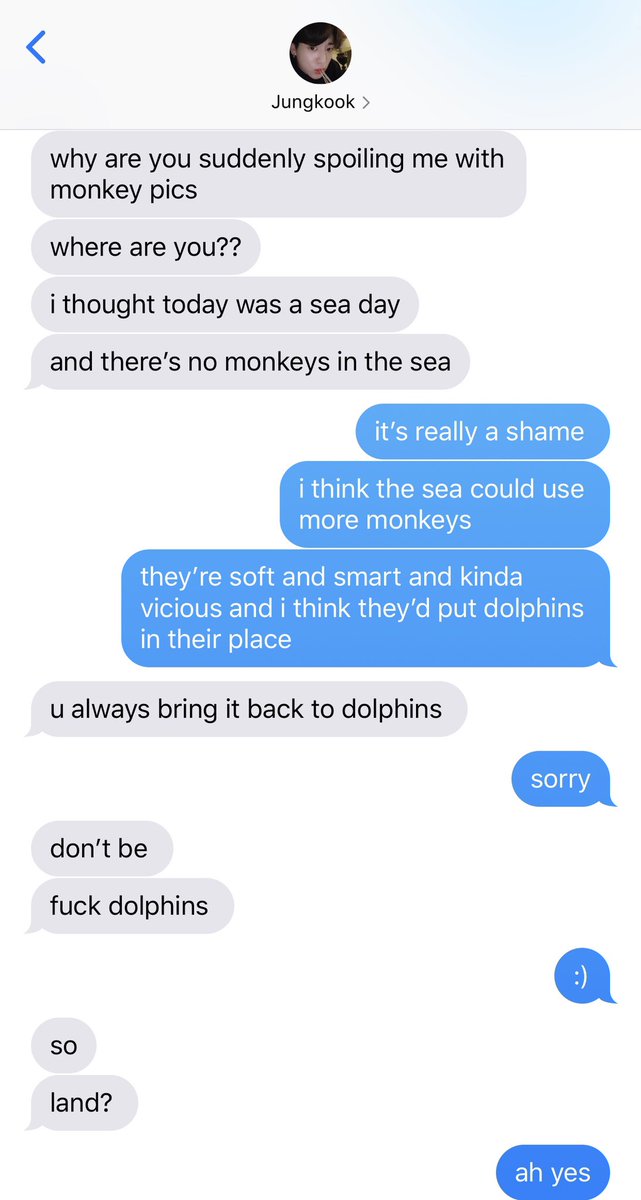 Jungkook
why are you suddenly spoiling me with
monkey pics
where are you??
i thought today was a sea day
and there’s no monkeys in the sea
it’s really a shame
i think the sea could use
more monkeys
they’re soft and smart and kinda
vicious and i think they’d put dolphins
in their place
u always bring it back to dolphins
sorry
don’t be
fuck dolphins
:)
so
land?
ah yes